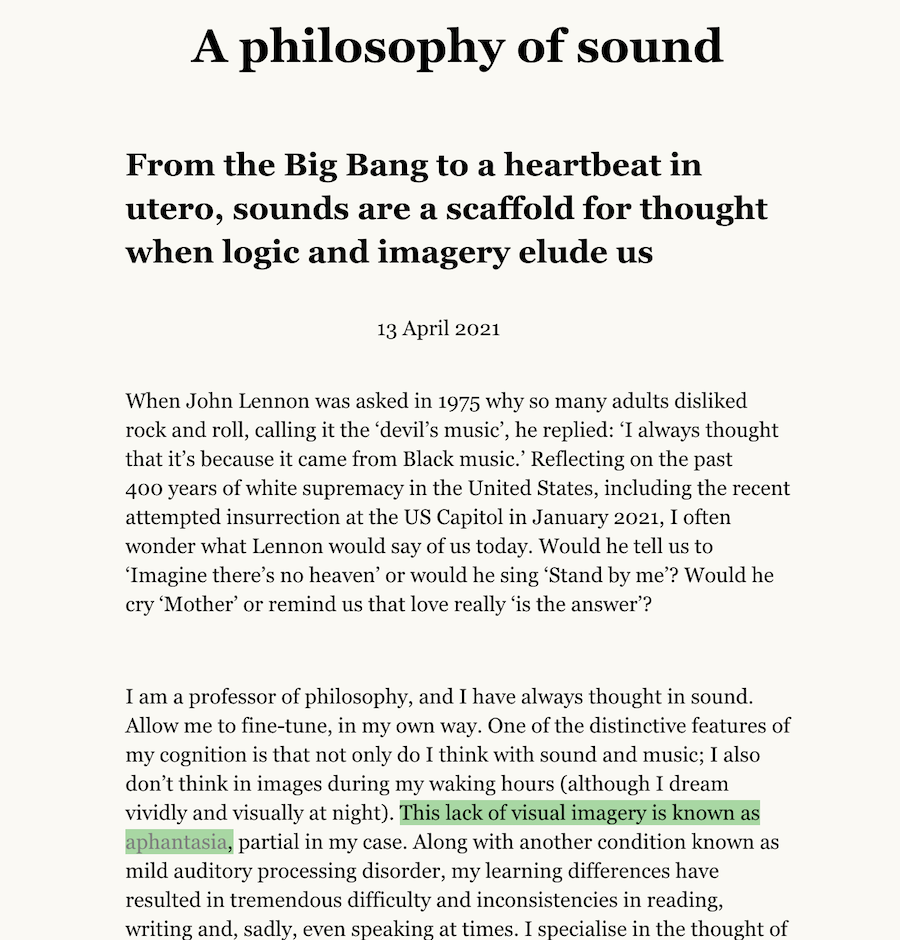 A philosophy of sound
From the Big Bang to a heartbeat in
utero, sounds are a scaffold for thought
when logic and imagery elude us
13 April 2021
When John Lennon was asked in 1975 why so many adults disliked
rock and roll, calling it the ‘devil’s music’, he replied: ‘I always thought
that it’s because it came from Black music.’ Reflecting on the past
400 years of white supremacy in the United States, including the recent
attempted insurrection at the US Capitol in January 2021, I often
wonder what Lennon would say of us today. Would he tell us to
‘Imagine there’s no heaven’ or would he sing ‘Stand by me’? Would he
cry ‘Mother’ or remind us that love really ‘is the answer’?
I am a professor of philosophy, and I have always thought in sound.
Allow me to fine-tune, in my own way. One of the distinctive features of
my cognition is that not only do I think with sound and music; I also
don’t think in images during my waking hours (although I dream
vividly and visually at night). This lack of visual imagery is known as
aphantasia, partial in my case. Along with another condition known as
mild auditory processing disorder, my learning differences have
resulted in tremendous difficulty and inconsistencies in reading,
writing and, sadly, even speaking at times. I specialise in the thought of